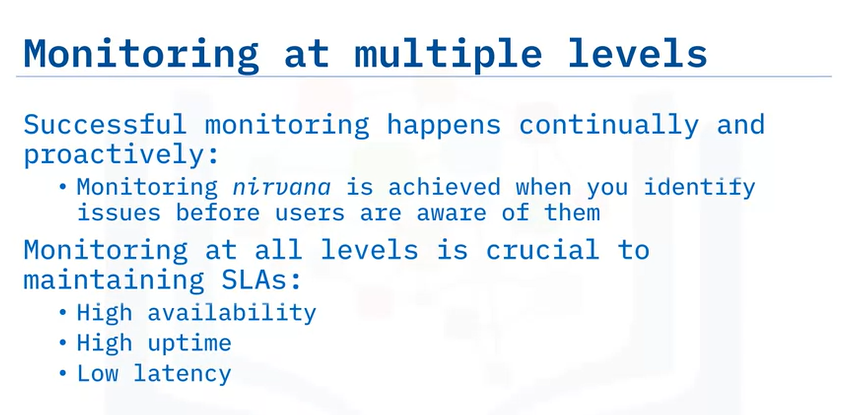 Monitoring at multiple levels
Successful monitoring happens continually and
proactively:
• Monitoring nirvana is achieved when you identify
issues before users are aware of them
Monitoring at all levels is crucial to
maintaining SLAs:
• High availability
• High uptime
• Low latency